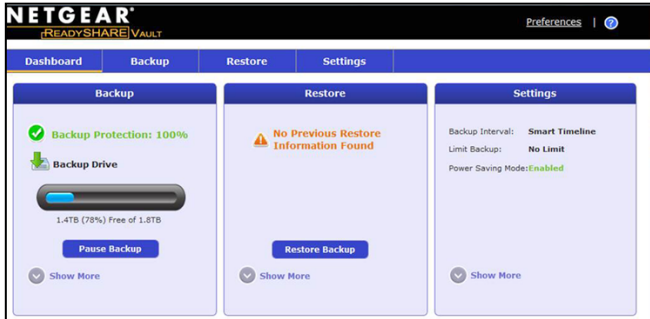 NETGEAR®
READYSHARE VAULT
Preferences | ?
Dashboard Backup Restore Settings
Backup
Backup Protection: 100%
Backup Drive
1.4TB (78%) Free of 1.8TB
Pause Backup
Show More
Restore
No Previous Restore
Information Found
Restore Backup
Show More
Settings
Backup Interval: Smart Timeline
Limit Backup: No Limit
Power Saving Mode:Enabled
Show More